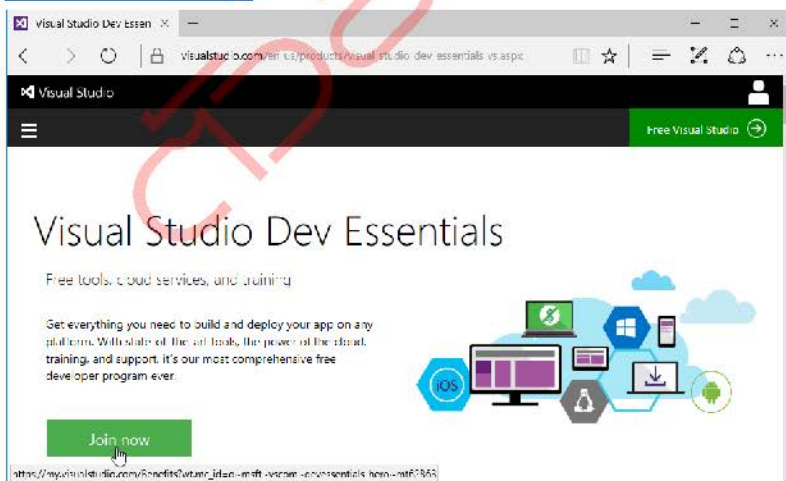 Visual Studio Dev Essen
visualstudio.com/en-us/products/visual-studio-dev-essentials-vs.aspx
Visual Studio
Free Visual Studio
Visual Studio Dev Essentials
Free tools, cloud services, and training
Get everything you need to build and deploy your app on any
platform. With state-of-the-art tools, the power of the cloud,
training, and support, it's our most comprehensive free
developer program ever.
iOS
Join now